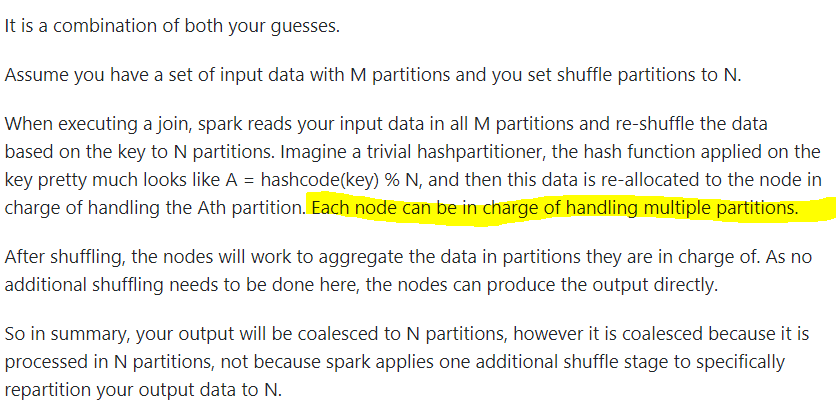 It is a combination of both your guesses.
Assume you have a set of input data with M partitions and you set shuffle partitions to N.
When executing a join, spark reads your input data in all M partitions and re-shuffle the data
based on the key to N partitions. Imagine a trivial hashpartitioner, the hash function applied on the
key pretty much looks like A = hashcode(key) % N, and then this data is re-allocated to the node in
charge of handling the Ath partition. Each node can be in charge of handling multiple partitions.
After shuffling, the nodes will work to aggregate the data in partitions they are in charge of. As no
additional shuffling needs to be done here, the nodes can produce the output directly.
So in summary, your output will be coalesced to N partitions, however it is coalesced because it is
processed in N partitions, not because spark applies one additional shuffle stage to specifically
repartition your output data to N.